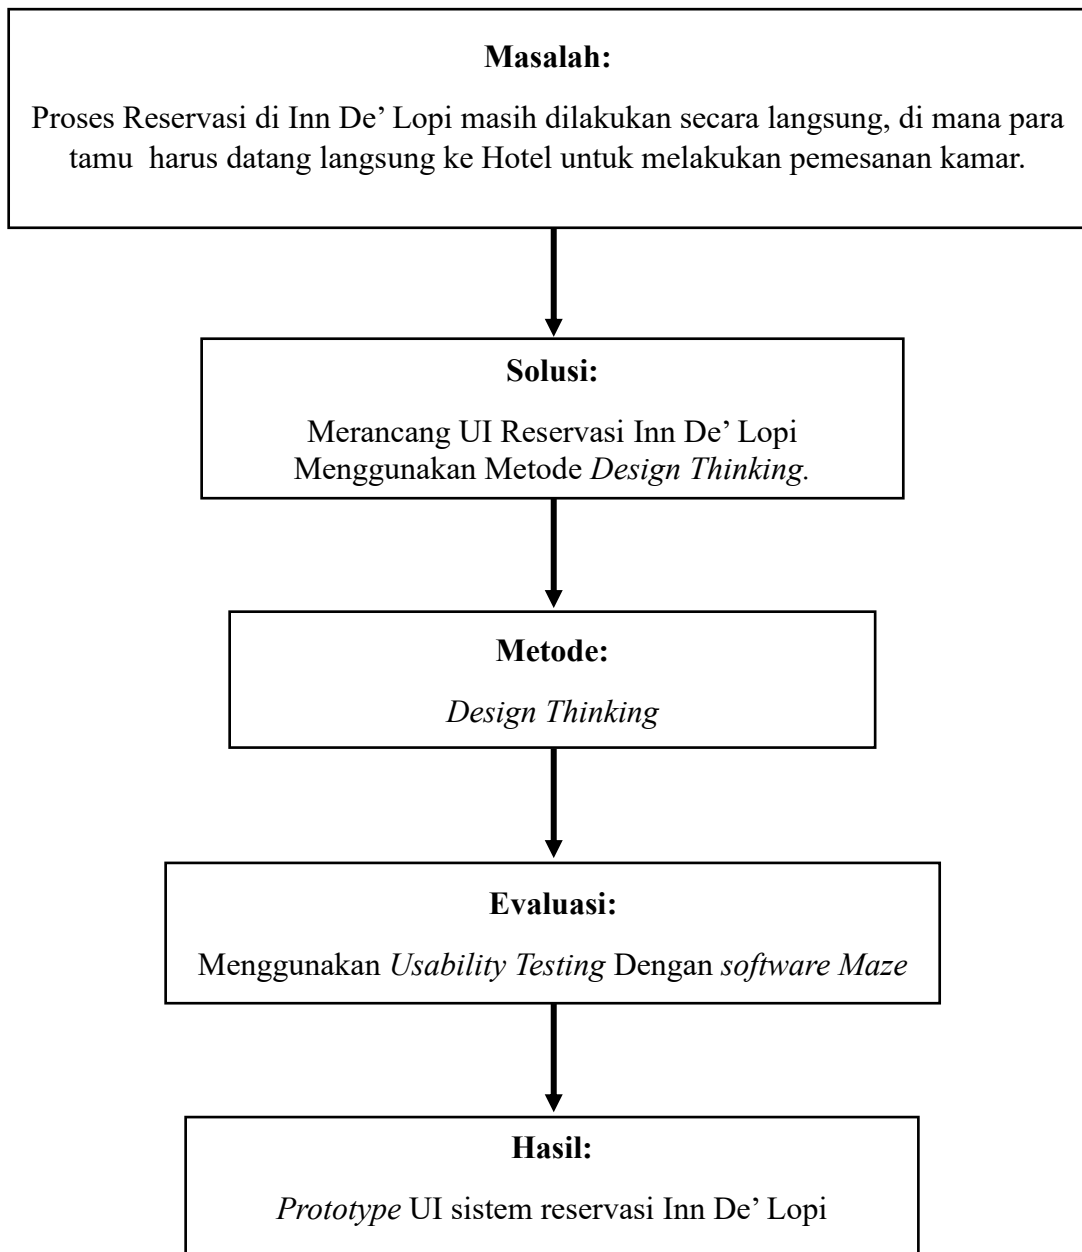 Masalah:
Proses Reservasi di Inn De’ Lopi masih dilakukan secara langsung, di mana para
tamu  harus datang langsung ke Hotel untuk melakukan pemesanan kamar.
Solusi:
Merancang UI Reservasi Inn De’ Lopi
Menggunakan Metode Design Thinking.
Metode:
Design Thinking
Evaluasi:
Menggunakan Usability Testing Dengan software Maze
Hasil:
Prototype UI sistem reservasi Inn De’ Lopi